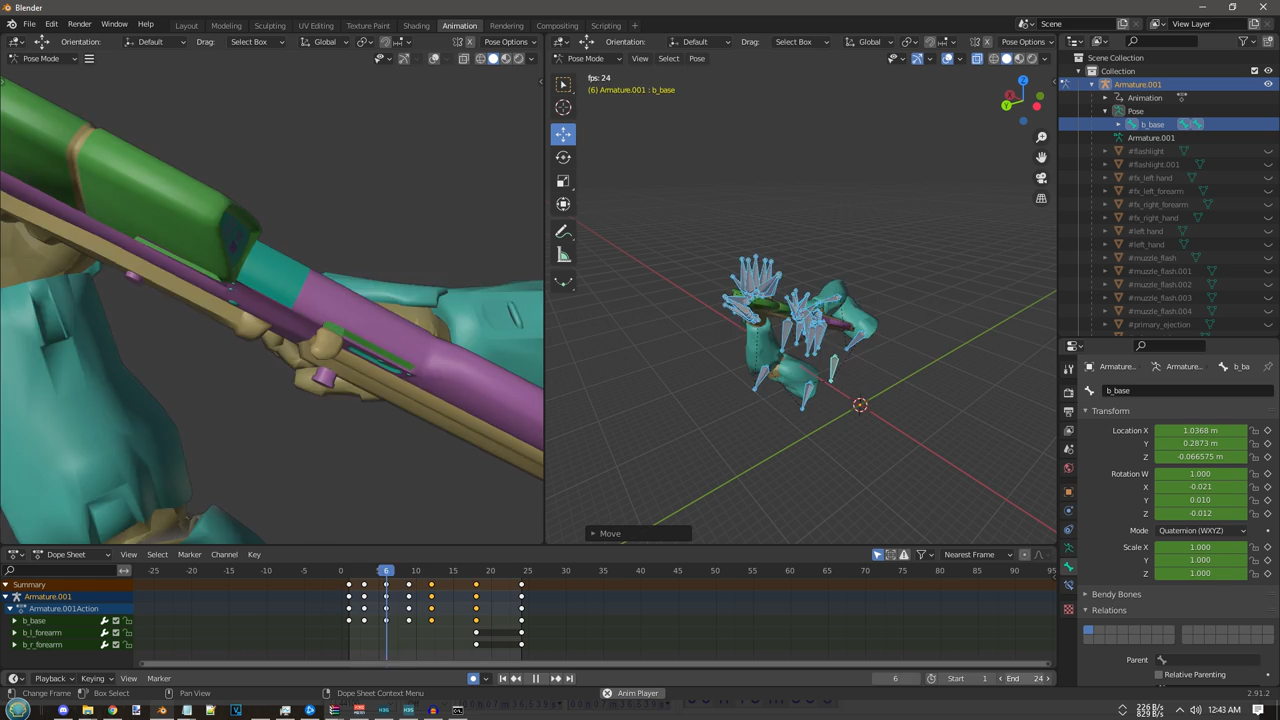 Blender
File Edit Render Window Help Layout Modeling Sculpting UV Editing Texture Paint Shading Animation Rendering Compositing Scripting + Scene View Layer
Orientation: Default Drag: Select Box Global Pose Options
Orientation: Default Drag: Select Box Global Pose Options
Pose Mode
Pose Mode View Select Pose
fps: 24
(6) Armature.001 : b_base
Z
Y
Move
Scene Collection
Collection
Armature.001
Animation
Pose
b_base
Armature.001
#flashlight
#flashlight.001
#fx_left hand
#fx_left_forearm
#fx_right_forearm
#fx_right_hand
#left hand
#left_hand
#muzzle_flash
#muzzle_flash.001
#muzzle_flash.002
#muzzle_flash.003
#muzzle_flash.004
#primary_ejection
Armature... Armature... b_ba
b_base
Transform
Location X 1.0368 m
Y 0.2873 m
Z -0.066575 m
Rotation W 1.000
X -0.021
Y 0.010
Z -0.012
Mode Quaternion (WXYZ)
Scale X 1.000
Y 1.000
Z 1.000
Bendy Bones
Relations
Parent
Relative Parenting
Dope Sheet View Select Marker Channel Key Nearest Frame
-25 -20 -15 -10 -5 0 6 10 15 20 25 30 35 40 45 50 55 60 65 70 75 80 85 90 95
Summary
Armature.001
Armature.001Action
b_base
b_l_forearm
b_r_forearm
Playback Keying View Marker 6 Start 1 End 24
Change Frame Box Select Pan View Dope Sheet Context Menu Anim Player 2.91.2
226 B/s
829 B/s
12:43 AM